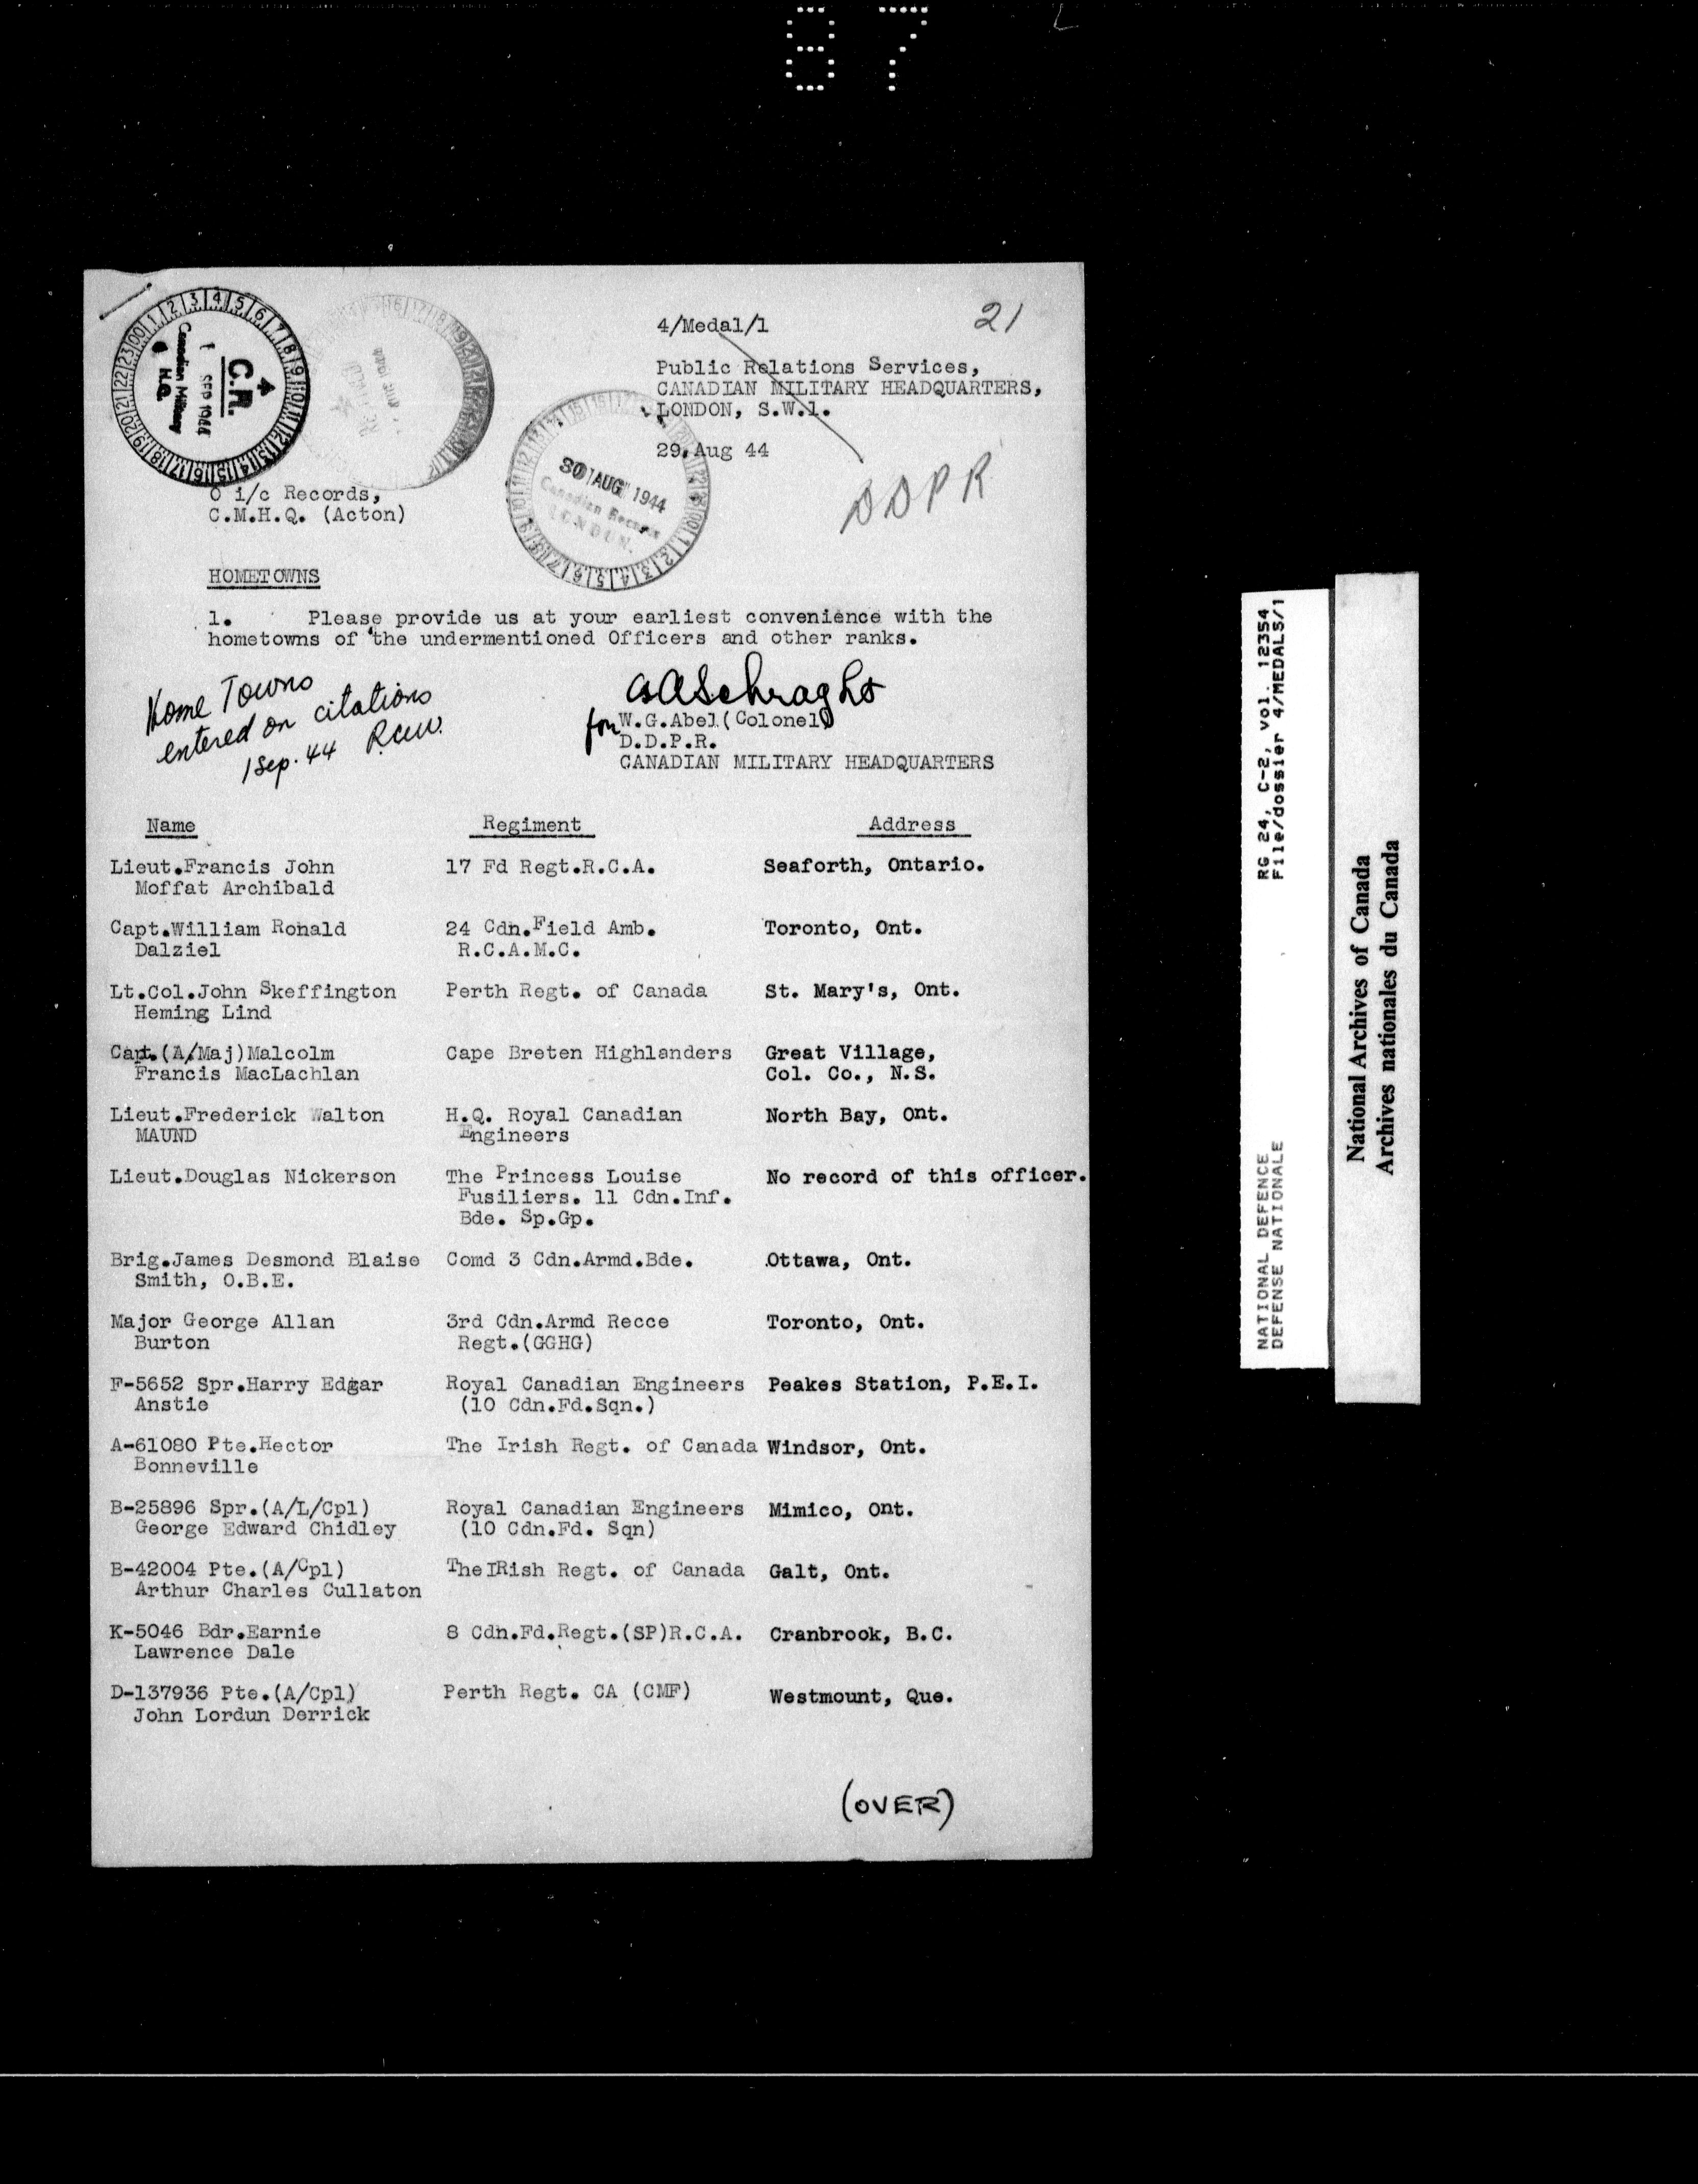 87
21
4/Medal/1
Public Relations Services,
CANADIAN MILITARY HEADQUARTERS,
LONDON, S.W.1.
29 Aug 44
DDPR
C.R.
1 SEP 1944
Canadian Military
H.Q.
30 AUG 1944
Canadian Records
LONDON.
O i/c Records,
C.M.H.Q. (Acton)
HOMETOWNS
1. Please provide us at your earliest convenience with the
hometowns of the undermentioned Officers and other ranks.
Home Towns
entered on citations
1 Sep. 44
for W.G.Abel (Colonel)
D.D.P.R.
CANADIAN MILITARY HEADQUARTERS
Name Regiment Address
Lieut.Francis John 17 Fd Regt.R.C.A. Seaforth, Ontario.
Moffat Archibald
Capt.William Ronald 24 Cdn.Field Amb. Toronto, Ont.
Dalziel R.C.A.M.C.
Lt.Col.John Skeffington Perth Regt. of Canada St. Mary's, Ont.
Heming Lind
Capt.(A/Maj)Malcolm Cape Breten Highlanders Great Village,
Francis MacLachlan Col. Co., N.S.
Lieut.Frederick Walton H.Q. Royal Canadian North Bay, Ont.
MAUND Engineers
Lieut.Douglas Nickerson The Princess Louise No record of this officer.
Fusiliers. 11 Cdn.Inf.
Bde. Sp.Gp.
Brig.James Desmond Blaise Comd 3 Cdn.Armd.Bde. Ottawa, Ont.
Smith, O.B.E.
Major George Allan 3rd Cdn.Armd Recce Toronto, Ont.
Burton Regt.(GGHG)
F-5652 Spr.Harry Edgar Royal Canadian Engineers Peakes Station, P.E.I.
Anstie (10 Cdn.Fd.Sqn.)
A-61080 Pte.Hector The Irish Regt. of Canada Windsor, Ont.
Bonneville
B-25896 Spr.(A/L/Cpl) Royal Canadian Engineers Mimico, Ont.
George Edward Chidley (10 Cdn.Fd. Sqn)
B-42004 Pte.(A/Cpl) The IRish Regt. of Canada Galt, Ont.
Arthur Charles Cullaton
K-5046 Bdr.Earnie 8 Cdn.Fd.Regt.(SP)R.C.A. Cranbrook, B.C.
Lawrence Dale
D-137936 Pte.(A/Cpl) Perth Regt. CA (CMF) Westmount, Que.
John Lordun Derrick
(OVER)
NATIONAL DEFENCE RG 24, C-2, vol. 12354
DEFENSE NATIONALE File/dossier 4/MEDALS/1
National Archives of Canada
Archives nationales du Canada